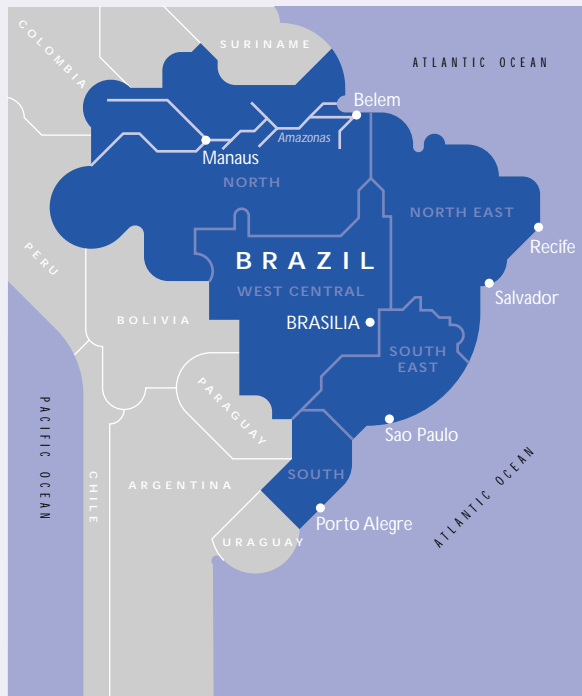 COLOMBIA
SURINAME
ATLANTIC OCEAN
Belem
Amazonas
Manaus
NORTH
NORTH EAST
PERU
BRAZIL
Recife
WEST CENTRAL
Salvador
BOLIVIA
BRASILIA
SOUTH
EAST
PARAGUAY
PACIFIC OCEAN
Sao Paulo
ATLANTIC OCEAN
CHILE
ARGENTINA
SOUTH
Porto Alegre
URAGUAY